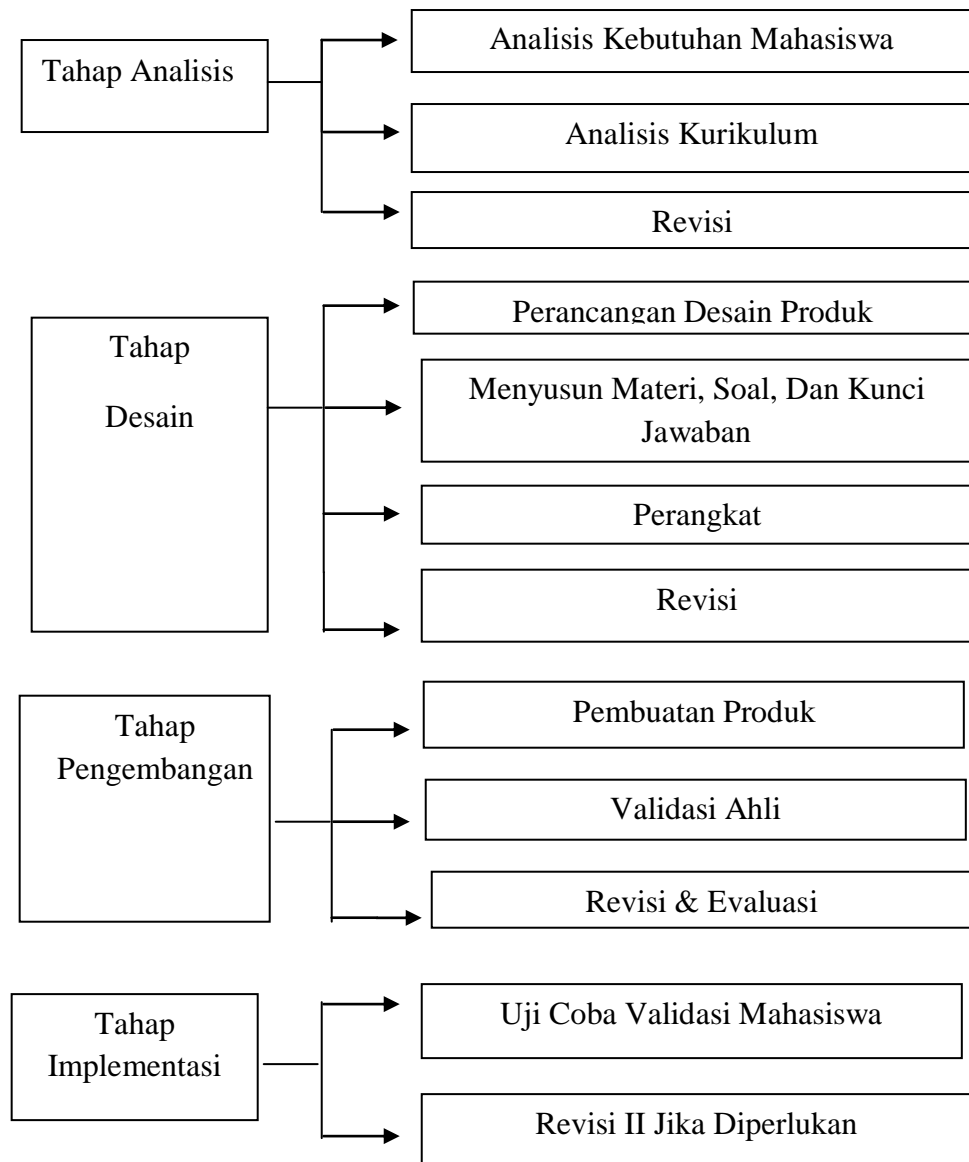 Tahap Analisis
Analisis Kebutuhan Mahasiswa
Analisis Kurikulum
Revisi
Tahap
Desain
Perancangan Desain Produk
Menyusun Materi, Soal, Dan Kunci
Jawaban
Perangkat
Revisi
Tahap
Pengembangan
Pembuatan Produk
Validasi Ahli
Revisi & Evaluasi
Tahap
Implementasi
Uji Coba Validasi Mahasiswa
Revisi II Jika Diperlukan